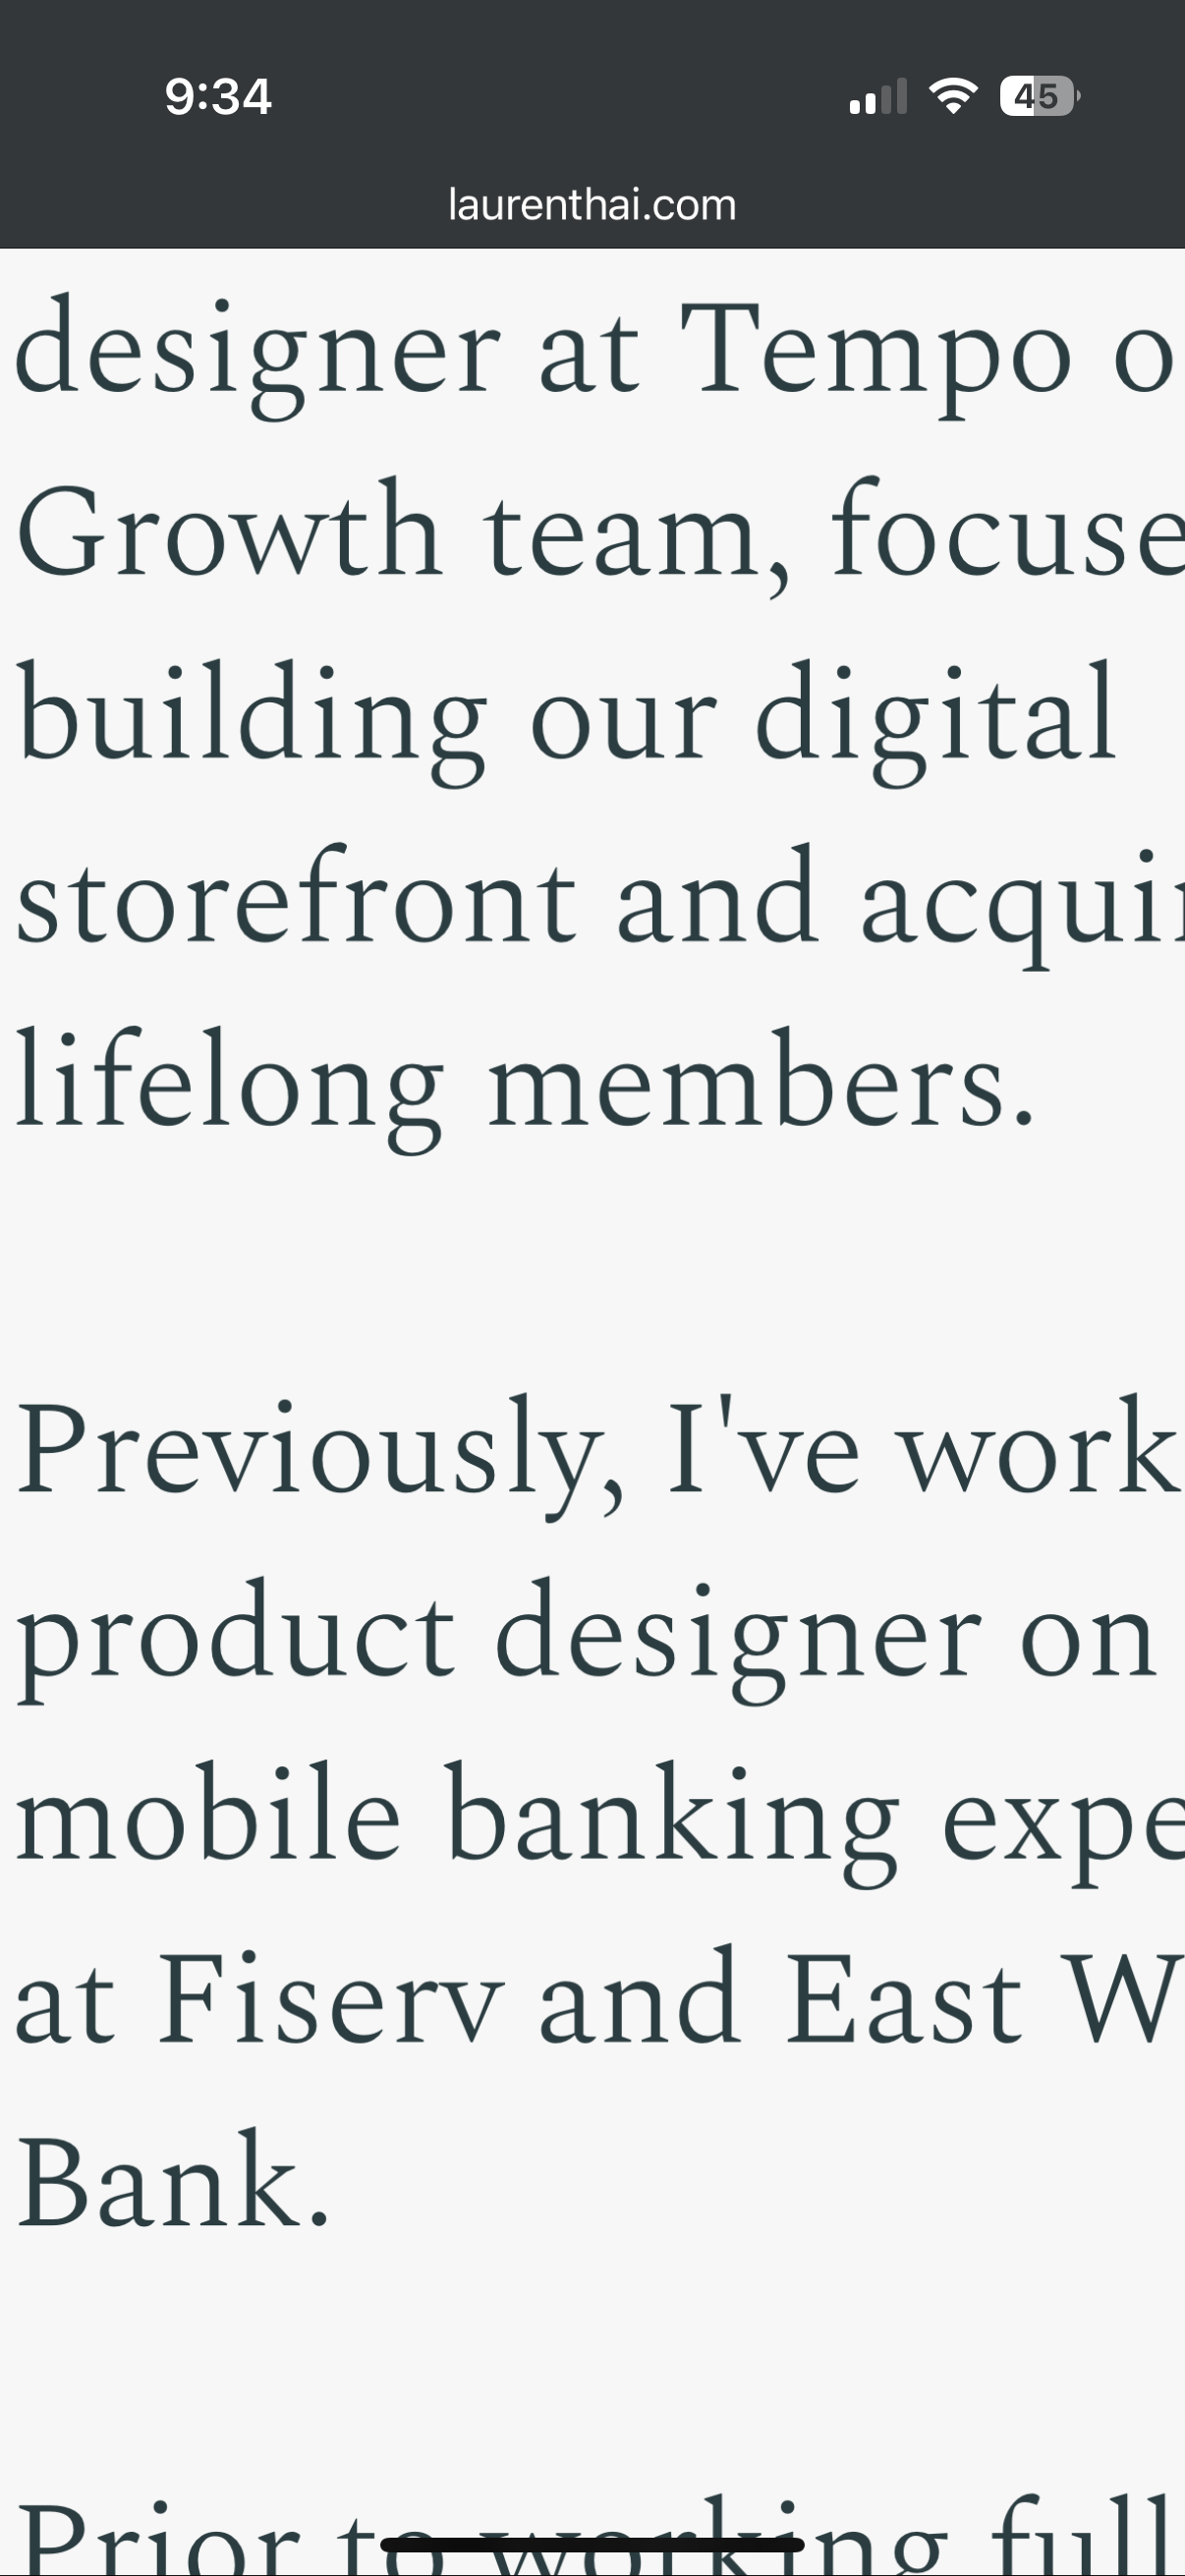 9:34
45
laurenthai.com
designer at Tempo o
Growth team, focuse
building our digital
storefront and acquir
lifelong members.
Previously, I've work
product designer on
mobile banking expe
at Fiserv and East W
Bank.
Prior to working full